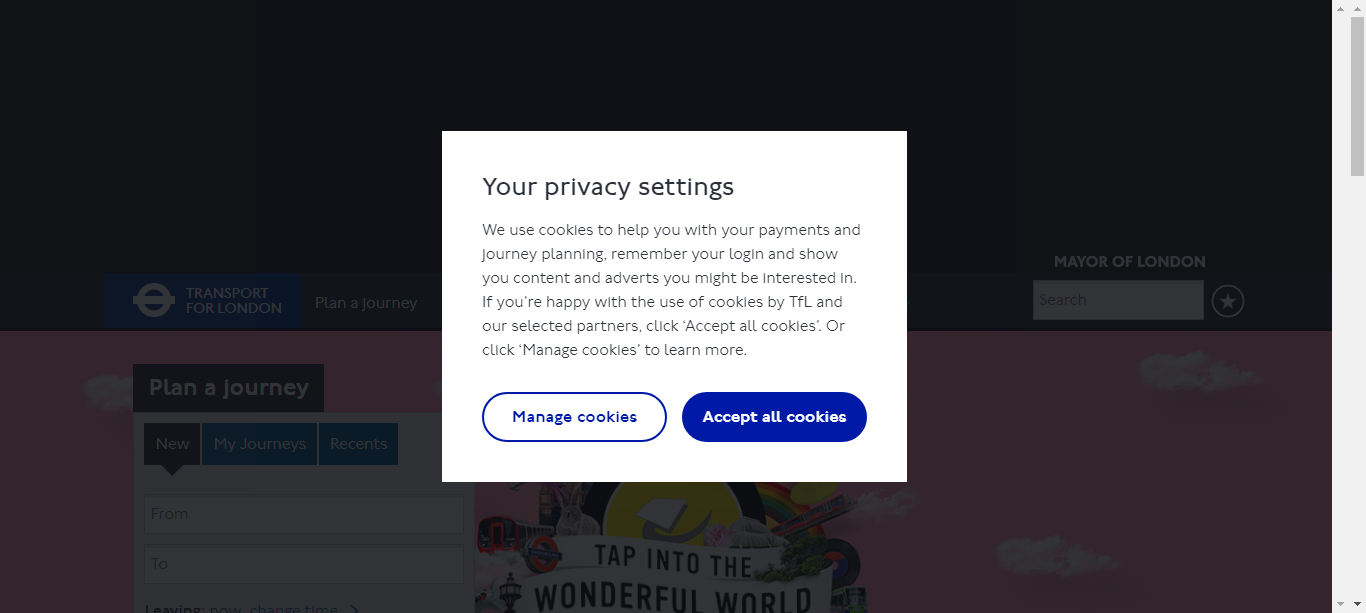 Your privacy settings
We use cookies to help you with your payments and
journey planning, remember your login and show
you content and adverts you might be interested in.
If you're happy with the use of cookies by TfL and
our selected partners, click ‘Accept all cookies’. Or
click ‘Manage cookies’ to learn more.
Manage cookies
Accept all cookies
MAYOR OF LONDON
TRANSPORT
FOR LONDON
Plan a journey
Search
Plan a journey
New
My Journeys
Recents
From
To
Leaving: now change time
TAP INTO THE
WONDERFUL WORLD